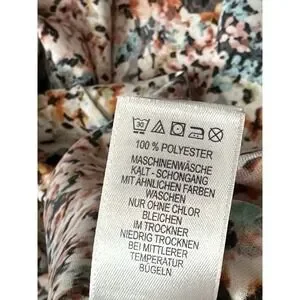 30
100 % POLYESTER
MASCHINENWÄSCHE
KALT - SCHONGANG
MIT ÄHNLICHEN FARBEN
WASCHEN
NUR OHNE CHLOR
BLEICHEN
IM TROCKNER
NIEDRIG TROCKNEN
BEI MITTLERER
TEMPERATUR
BÜGELN